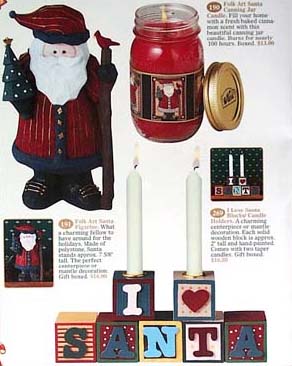 190 Folk Art Santa
Canning Jar
Candle. Fill your home
with a fresh baked cinna-
mon scent with this
beautiful canning jar
candle. Burns for nearly
100 hours. Boxed. $13.00
191 Folk Art Santa
Figurine. What
a charming fellow to
have around for the
holidays. Made of
polystone, Santa
stands approx. 7 5/8"
tall. The perfect
centerpiece or
mantle decoration.
Gift boxed. $16.00
I Love Santa
Blocks/ Candle
Holders. A charming
centerpiece or mantle
decoration. Each solid
wooden block is approx.
2" tall and hand-painted.
Comes with two taper
candles. Gift boxed.
I
SANTA
I
SANTA